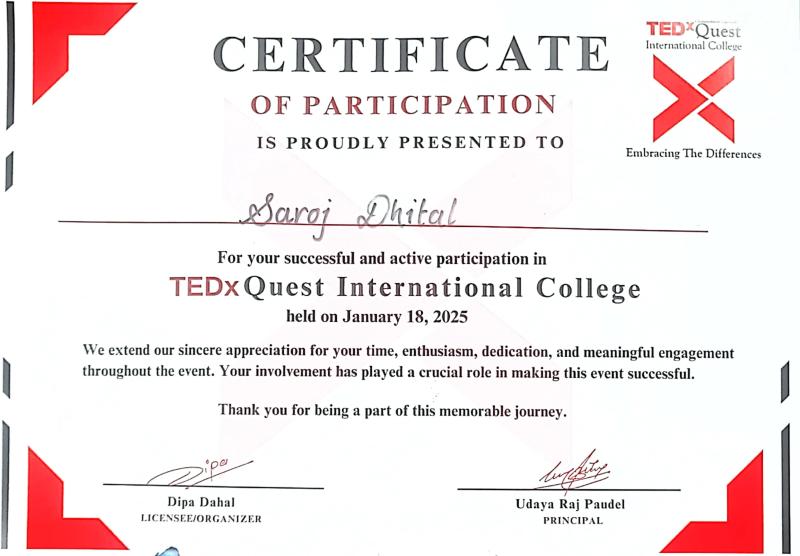 CERTIFICATE
TEDxQuest
International College
OF PARTICIPATION
IS PROUDLY PRESENTED TO
Embracing The Differences
Saroj Dhital
For your successful and active participation in
TEDxQuest International College
held on January 18, 2025
We extend our sincere appreciation for your time, enthusiasm, dedication, and meaningful engagement
throughout the event. Your involvement has played a crucial role in making this event successful.
Thank you for being a part of this memorable journey.
Dipa
Dipa Dahal
LICENSEE/ORGANIZER
Udaya Raj Paudel
PRINCIPAL